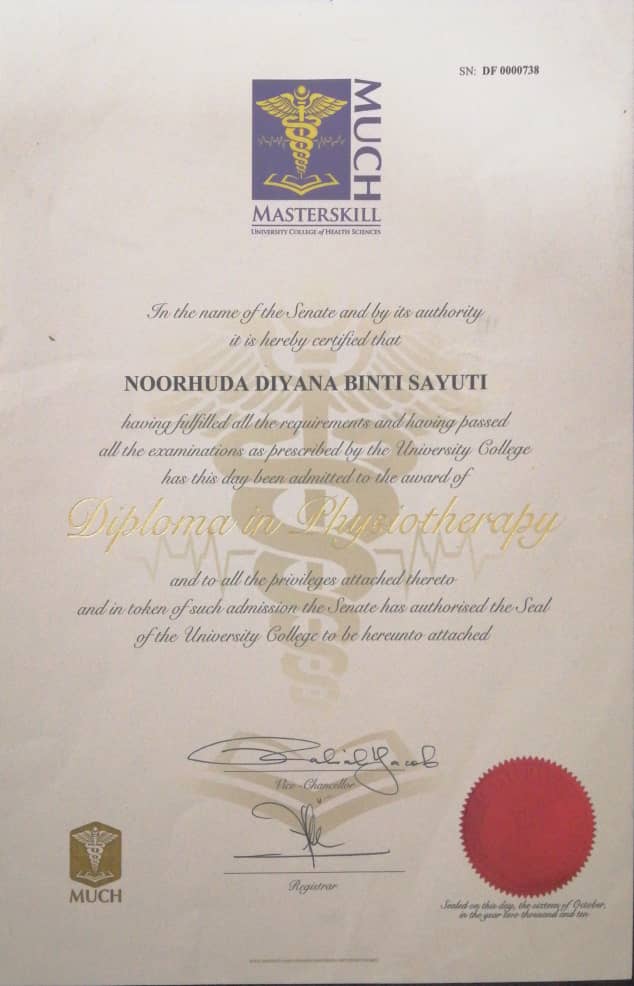 SN: DF 0000738
MUCH
MASTERSKILL
UNIVERSITY COLLEGE of HEALTH SCIENCES
In the name of the Senate and by its authority
it is hereby certified that
NOORHUDA DIYANA BINTI SAYUTI
having fulfilled all the requirements and having passed
all the examinations as prescribed by the University College
has this day been admitted to the award of
Diploma in Physiotherapy
and to all the privileges attached thereto
and in token of such admission the Senate has authorised the Seal
of the University College to be hereunto attached
Vice-Chancellor
Registrar
MUCH
Sealed on this day, the sixteen of October,
in the year two thousand and ten